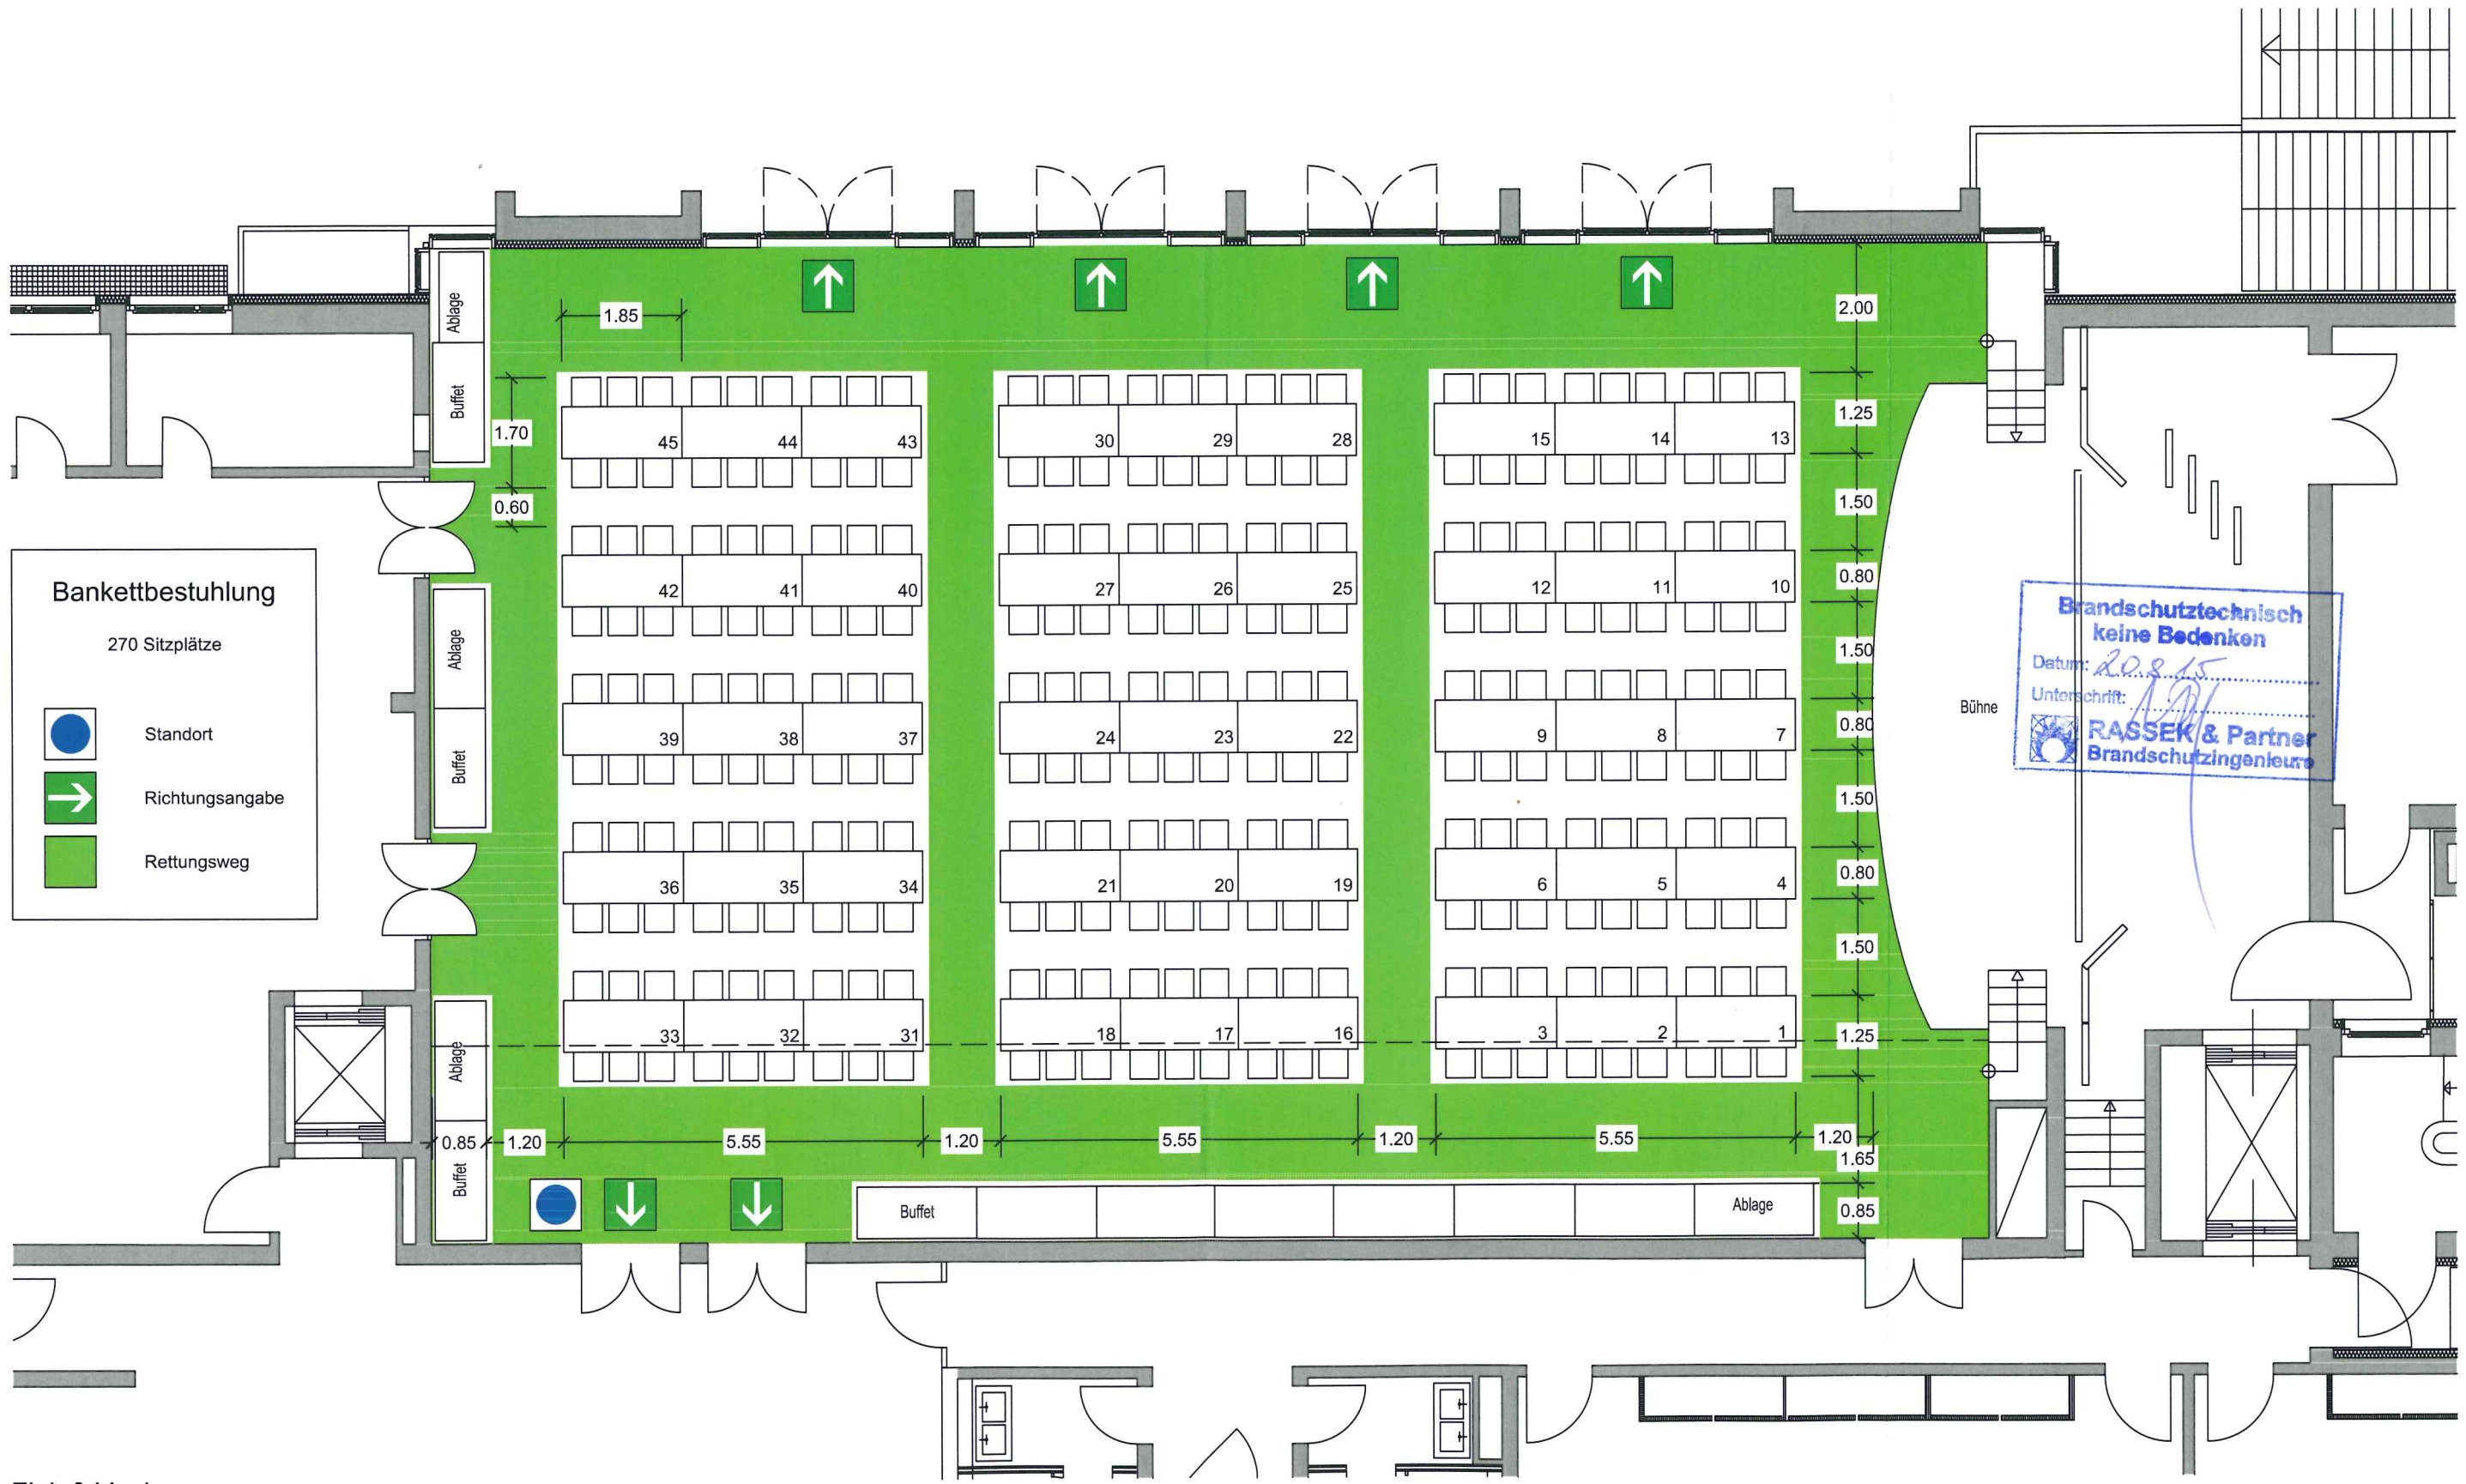 2.00
1.85
Ablage
Buffet
1.70
0.60
45 44 43 30 29 28 15 14 13
1.25
1.50
42 41 40 27 26 25 12 11 10
0.80
1.50
39 38 37 24 23 22 9 8 7
0.80
1.50
36 35 34 21 20 19 6 5 4
0.80
1.50
33 32 31 18 17 16 3 2 1
1.25
Bankettbestuhlung
270 Sitzplätze
Standort
Richtungsangabe
Rettungsweg
Ablage
Buffet
Ablage
Buffet
0.85 1.20 5.55 1.20 5.55 1.20 5.55 1.20
1.65
Buffet Ablage
0.85
Bühne
Brandschutztechnisch
keine Bedenken
Datum: 20.8.15
Unterschrift:
RASSEK & Partner
Brandschutzingenieure